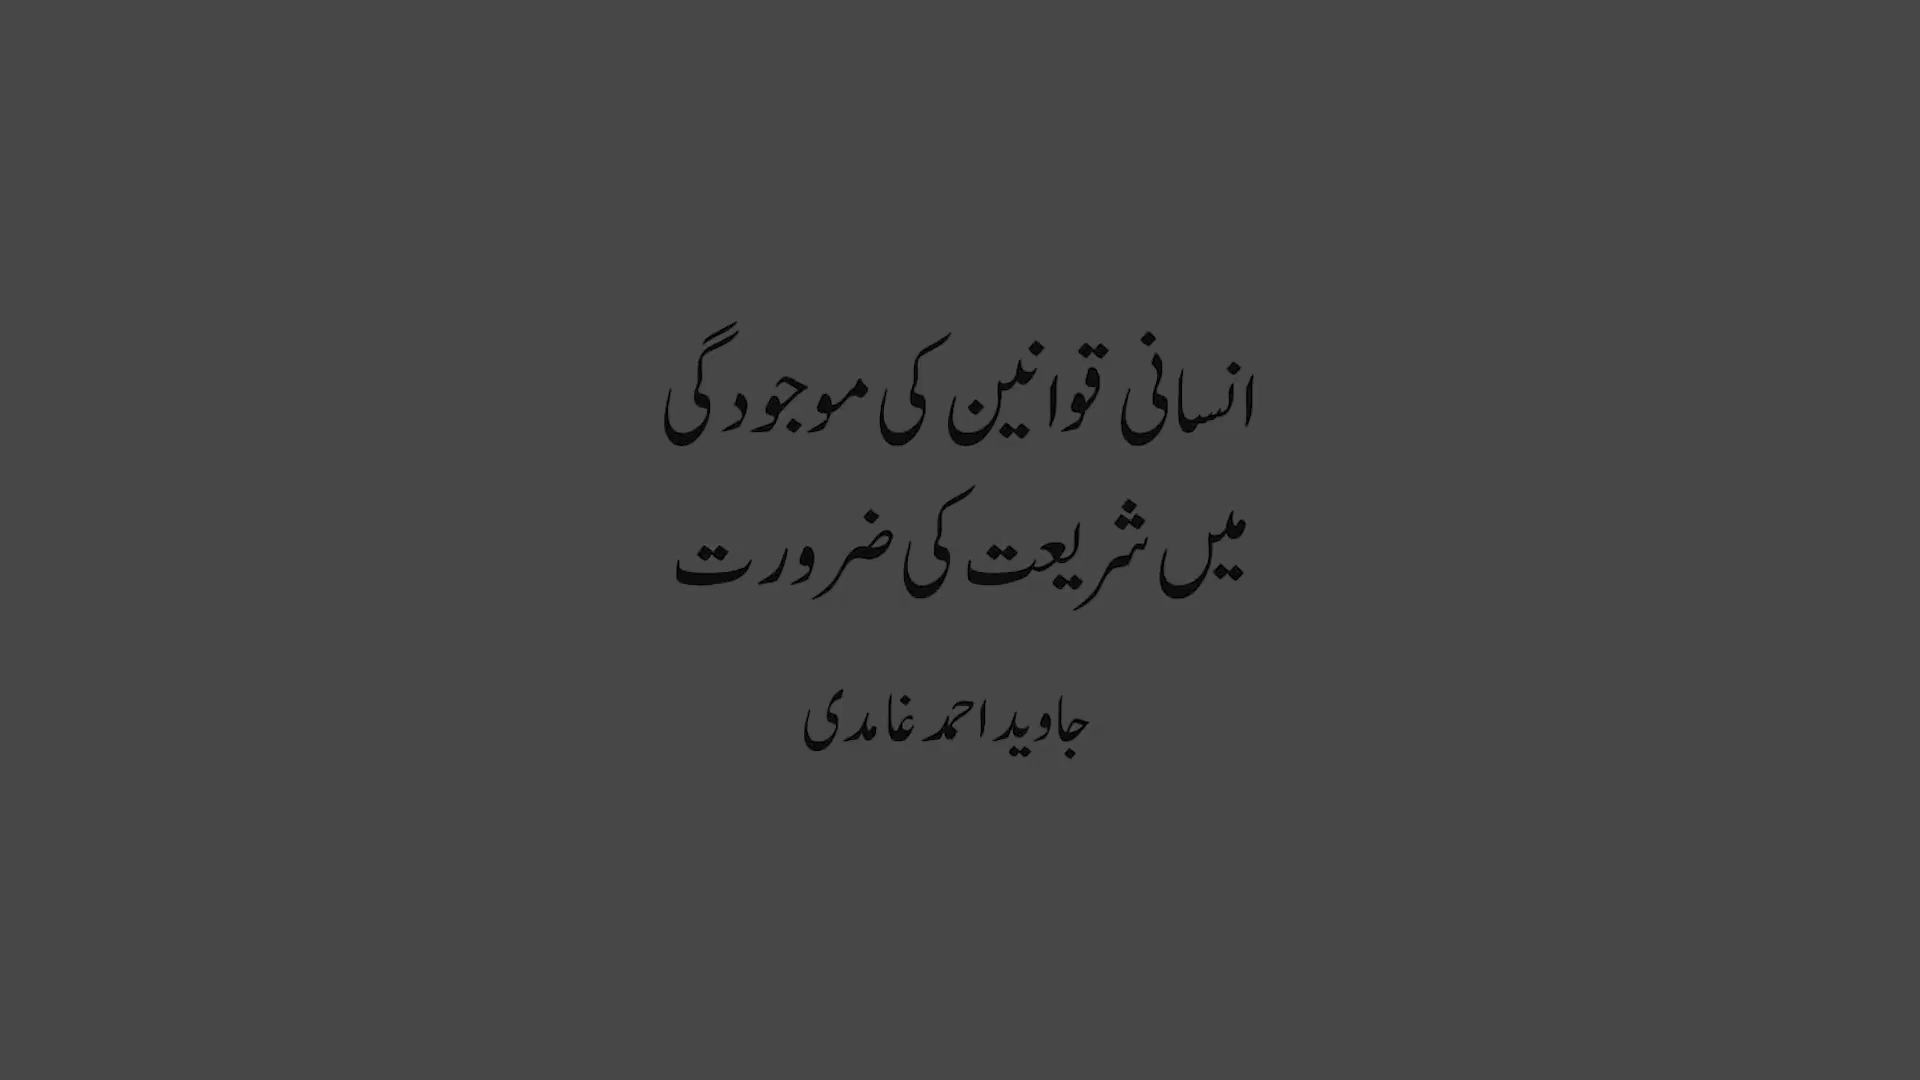 انسانی قوانین کی موجودگی
میں شریعت کی ضرورت
جاوید احمد غامدی